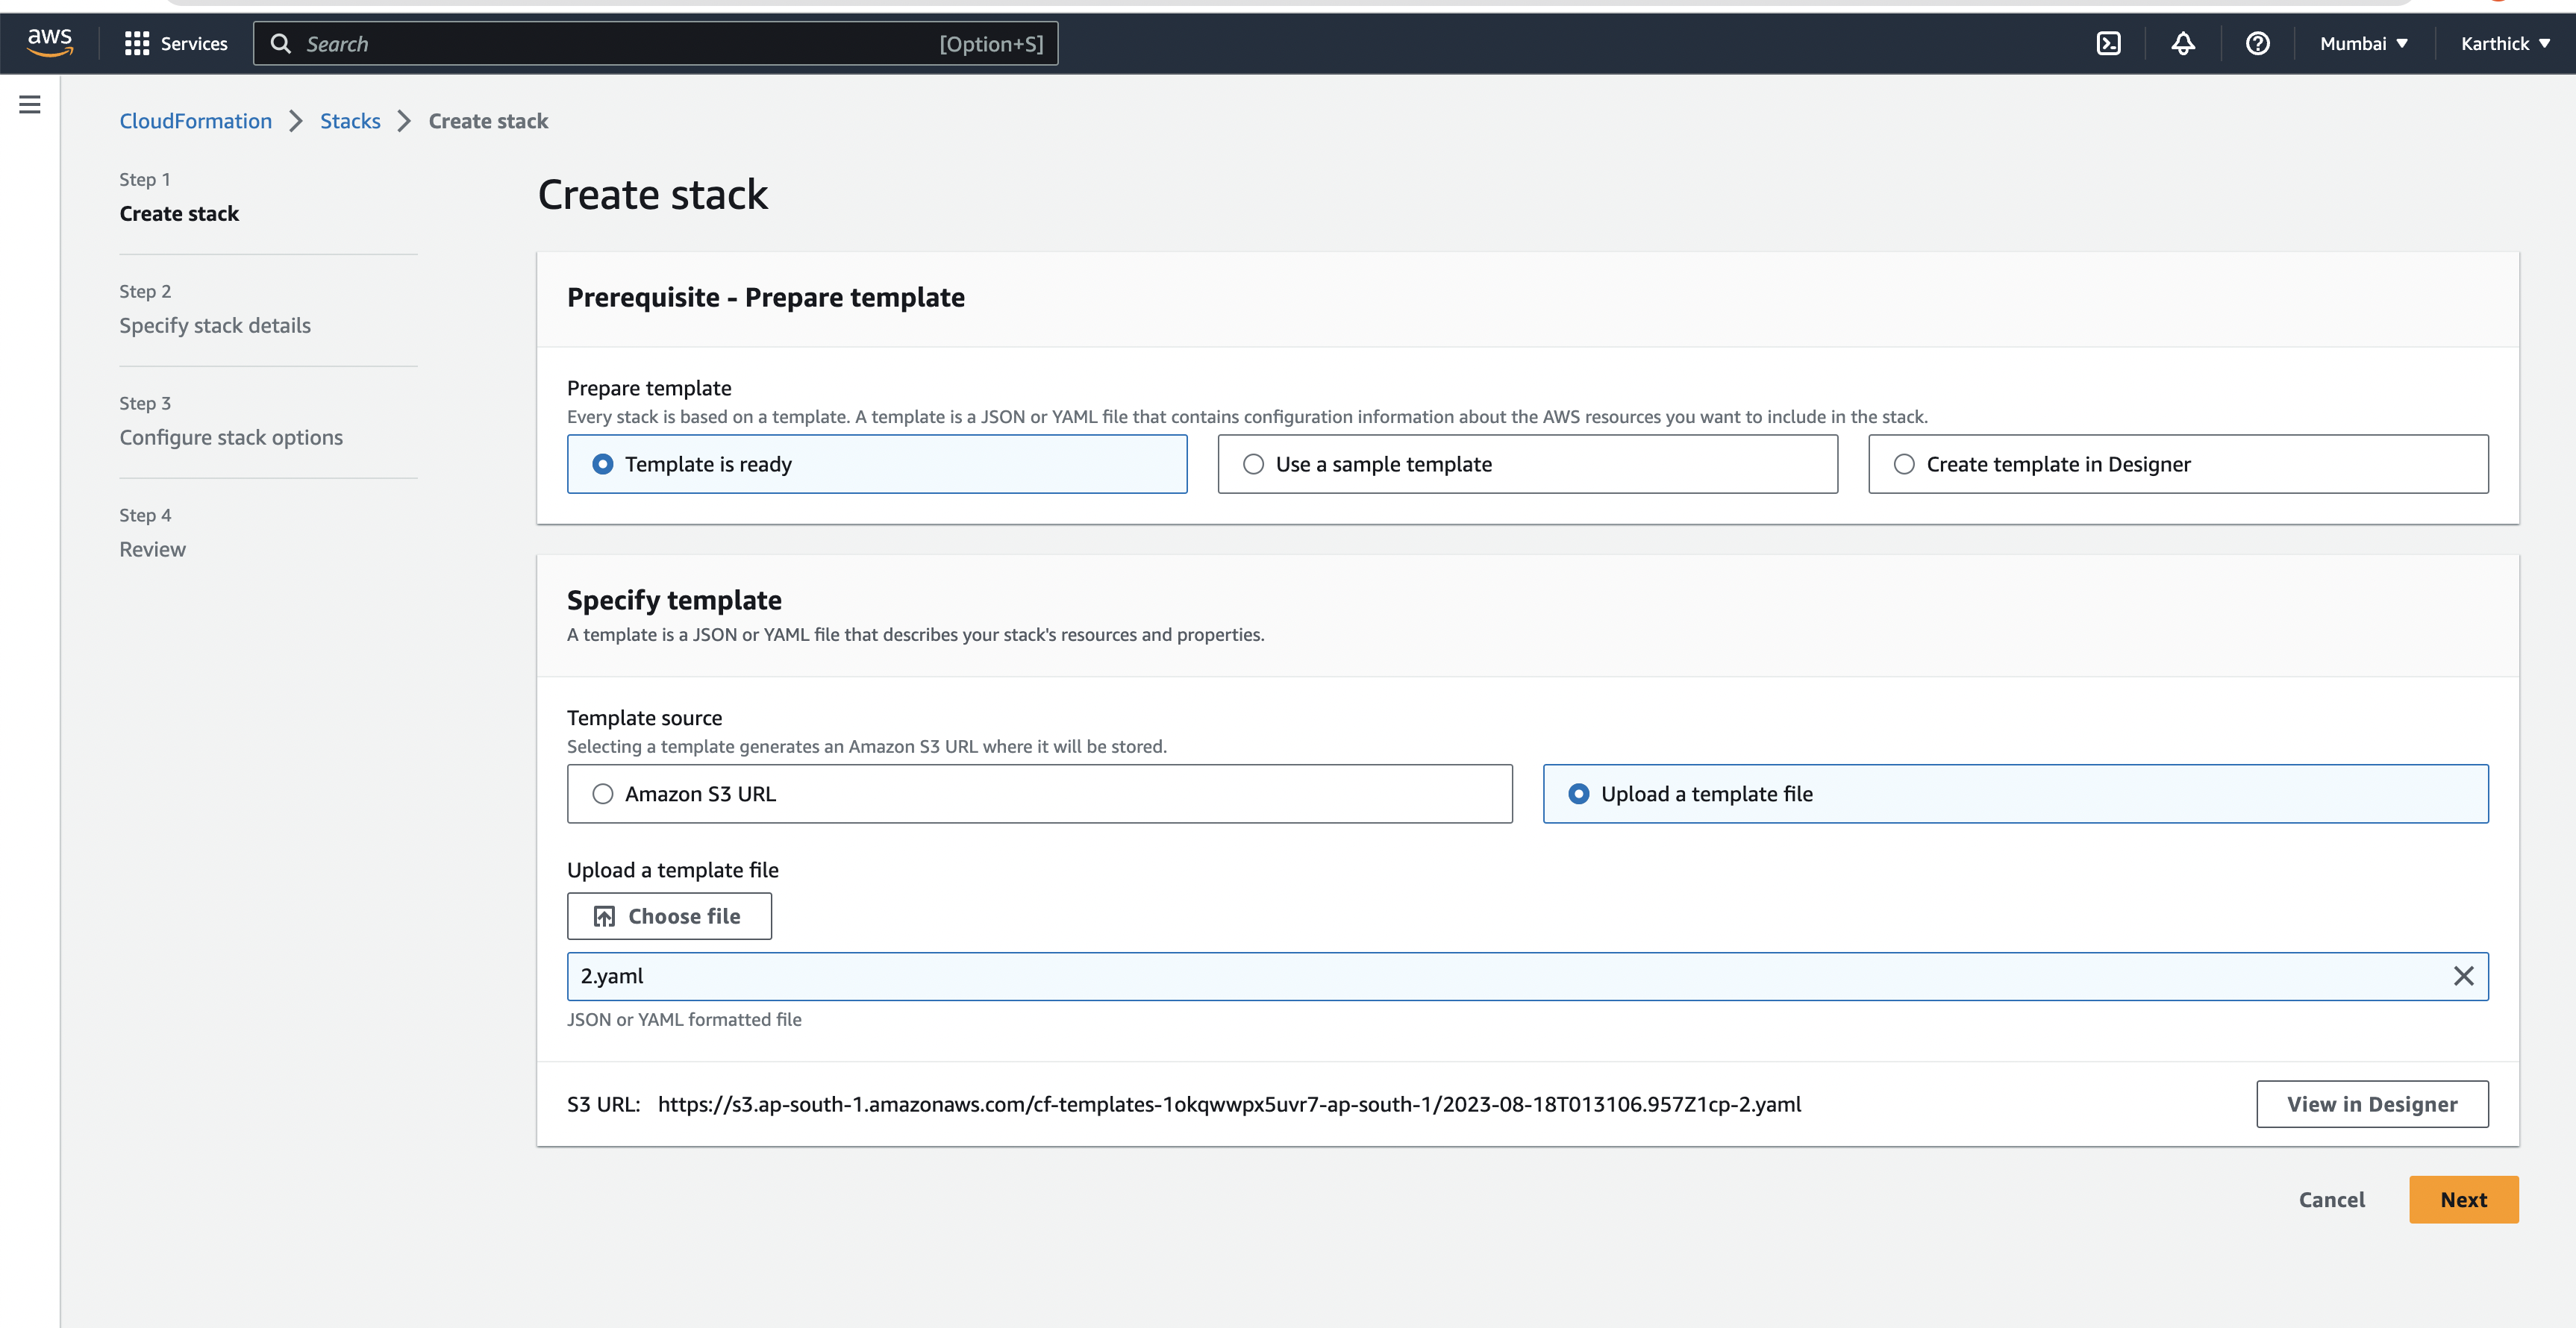 aws
Services
Search
[Option+S]
Mumbai
Karthick
CloudFormation
Stacks
Create stack
Step 1
Create stack
Step 2
Specify stack details
Step 3
Configure stack options
Step 4
Review
Create stack
Prerequisite - Prepare template
Prepare template
Every stack is based on a template. A template is a JSON or YAML file that contains configuration information about the AWS resources you want to include in the stack.
Template is ready
Use a sample template
Create template in Designer
Specify template
A template is a JSON or YAML file that describes your stack's resources and properties.
Template source
Selecting a template generates an Amazon S3 URL where it will be stored.
Amazon S3 URL
Upload a template file
Upload a template file
Choose file
2.yaml
JSON or YAML formatted file
S3 URL: https://s3.ap-south-1.amazonaws.com/cf-templates-1okqwwpx5uvr7-ap-south-1/2023-08-18T013106.957Z1cp-2.yaml
View in Designer
Cancel
Next